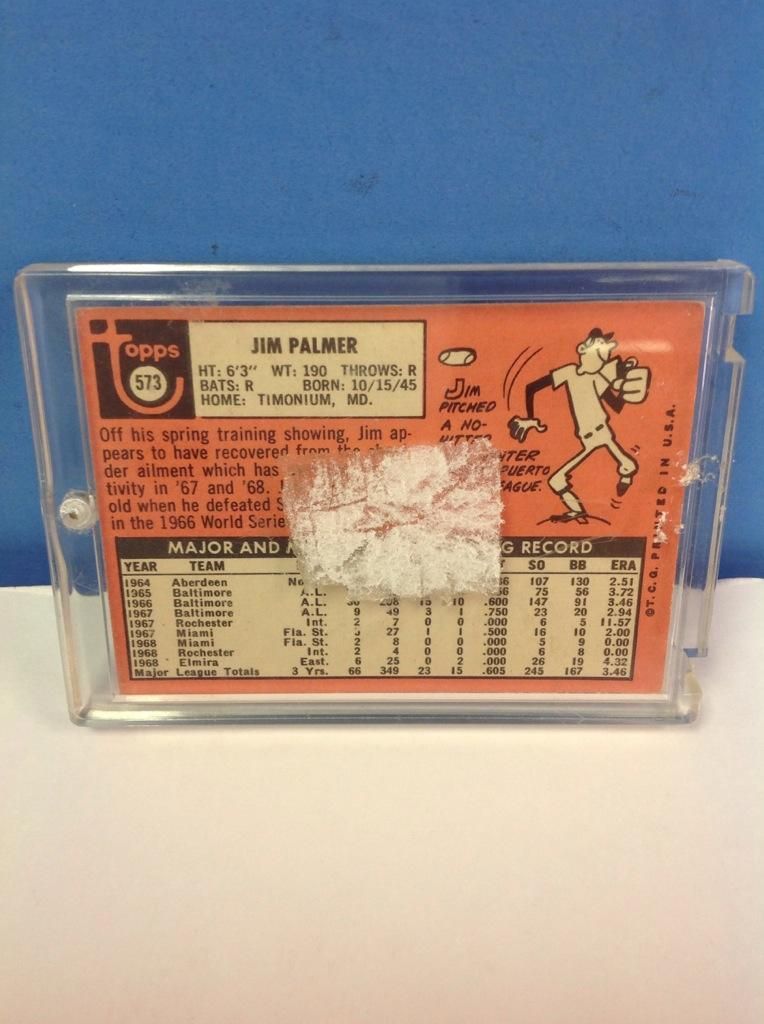 topps
573
JIM PALMER
HT: 6'3" WT: 190 THROWS: R
BATS: R BORN: 10/15/45
HOME: TIMONIUM, MD.
Off his spring training showing, Jim ap-
pears to have recovered from the
der ailment which has
tivity in '67 and '68.
old when he defeated
in the 1966 World Serie
JIM
PITCHED
A NO-
HITTER
PUERTO
©T.C.G. PRINTED IN U.S.A.
MAJOR AND RECORD
YEAR TEAM SO BB ERA
1964 Aberdeen 107 130 2.51
1965 Baltimore A.L. 75 56 3.72
1966 Baltimore A.L. 30 208 15 10 .600 147 91 3.46
1967 Baltimore A.L. 9 49 3 1 .750 23 20 2.94
1967 Rochester Int. 2 7 0 0 .000 6 5 11.57
1967 Miami Fla. St. 5 27 1 1 .500 16 10 2.00
1968 Miami Fla. St. 2 8 0 0 .000 5 9 0.00
1968 Rochester Int. 2 4 0 0 .000 6 8 0.00
1968 Elmira East. 6 25 0 2 .000 26 19 4.32
Major League Totals 3 Yrs. 66 349 23 15 .605 245 167 3.46